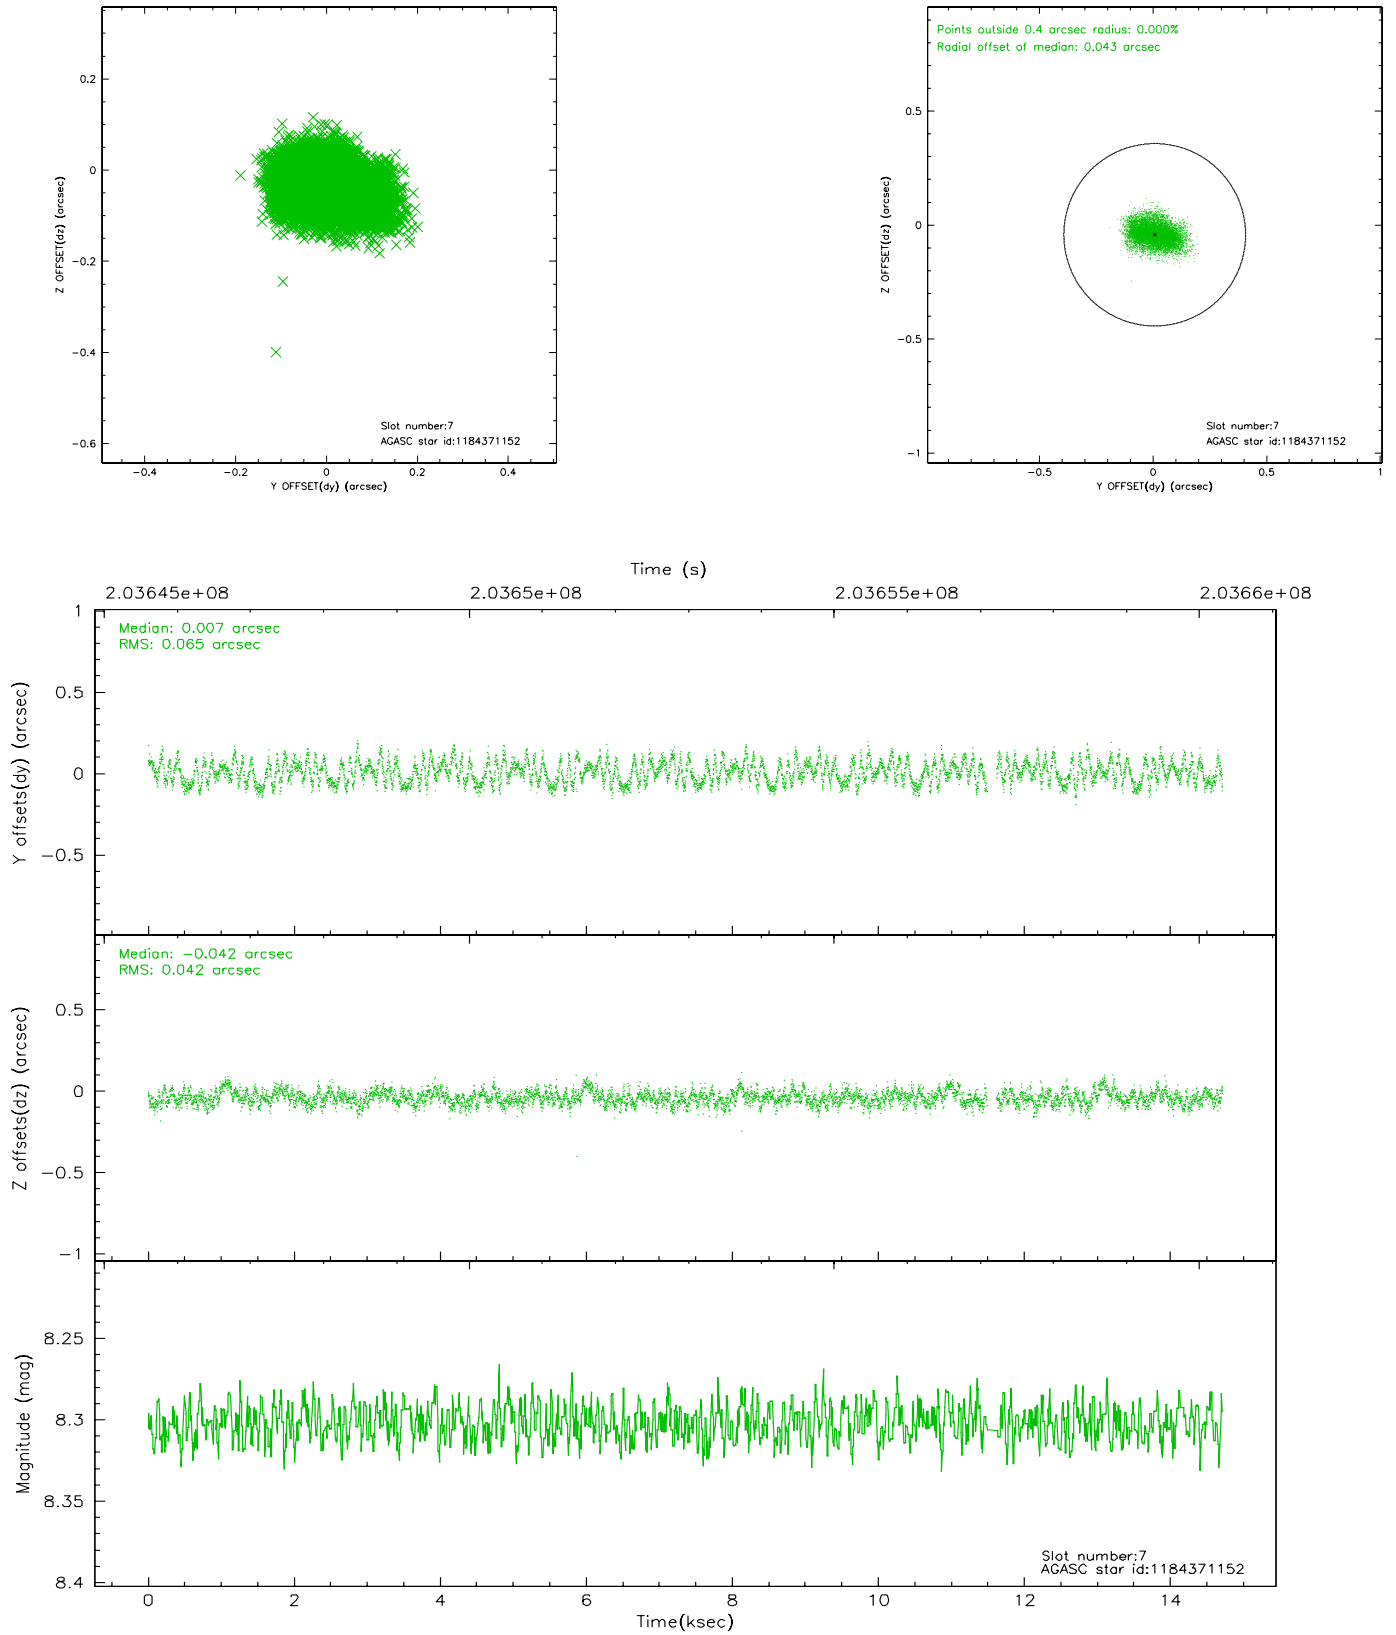 0.2
0
−0.2
−0.4
−0.6
Z OFFSET(dz) (arcsec)
Slot number:7
AGASC star id:1184371152
−0.4
−0.2
0
0.2
0.4
Y OFFSET(dy) (arcsec)
Points outside 0.4 arcsec radius: 0.000%
Radial offset of median: 0.043 arcsec
0.5
0
−0.5
−1
Z OFFSET(dz) (arcsec)
Slot number:7
AGASC star id:1184371152
−0.5
0
0.5
1
Y OFFSET(dy) (arcsec)
Time (s)
2.03645e+08
2.0365e+08
2.03655e+08
2.0366e+08
Median: 0.007 arcsec
RMS: 0.065 arcsec
1
0.5
0
−0.5
Y offsets(dy) (arcsec)
Median: −0.042 arcsec
RMS: 0.042 arcsec
0.5
0
−0.5
−1
Z offsets(dz) (arcsec)
8.25
8.3
8.35
8.4
Magnitude (mag)
Slot number:7
AGASC star id:1184371152
0
2
4
6
8
10
12
14
Time(ksec)